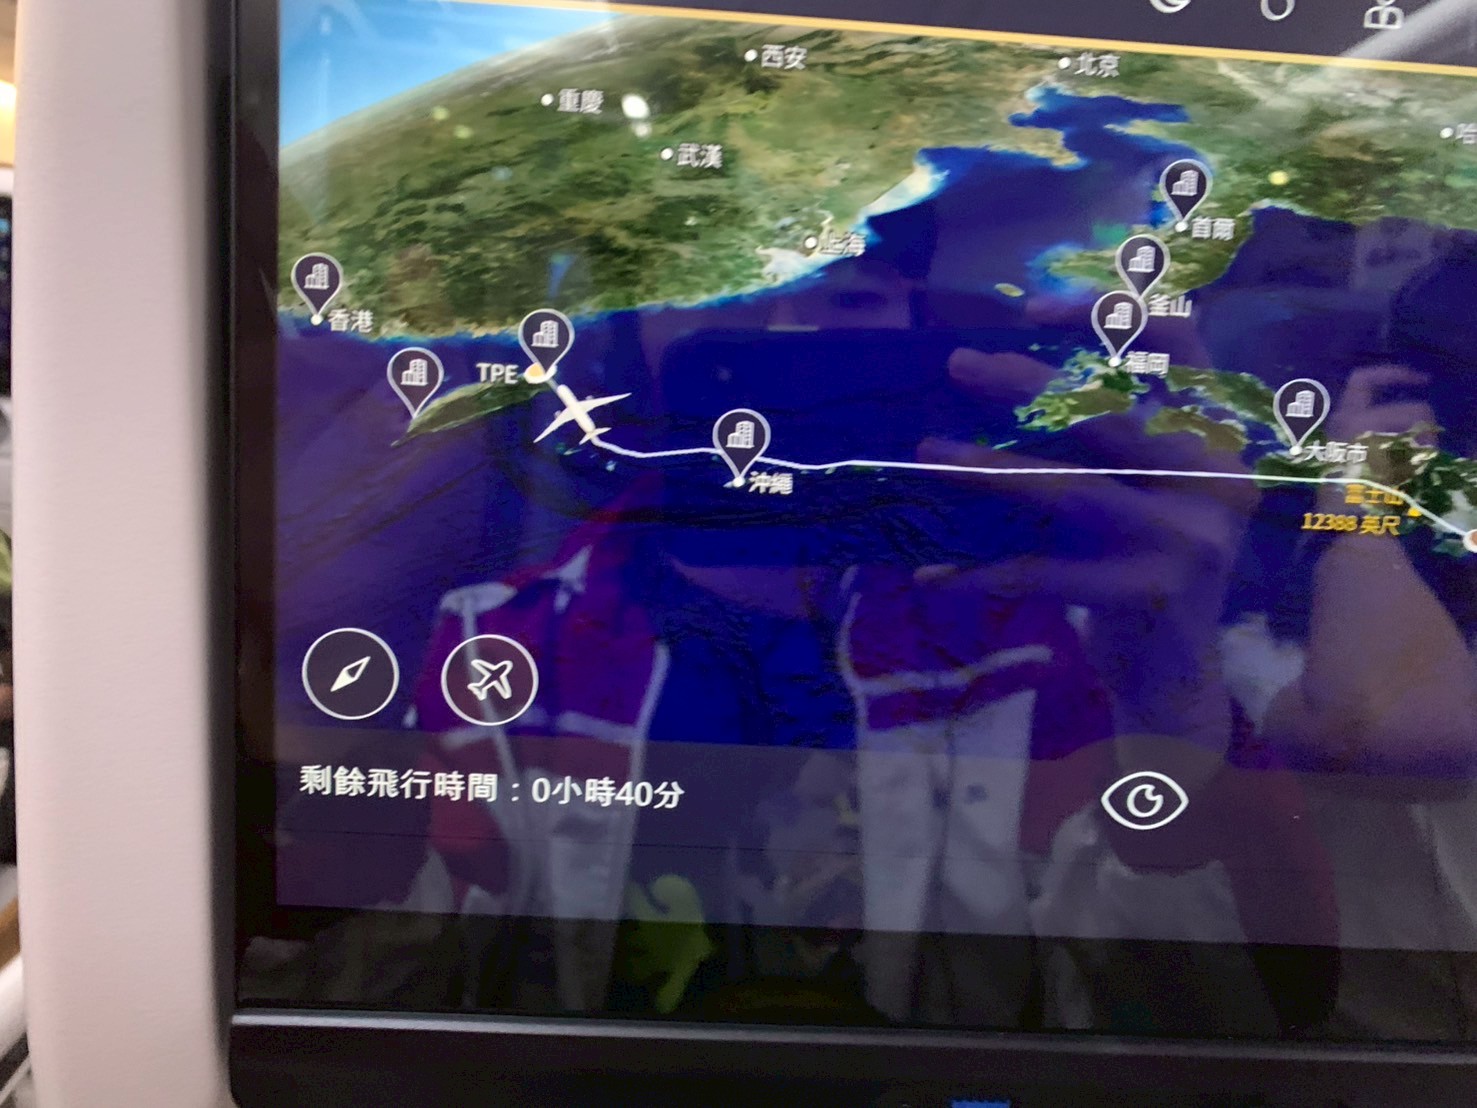 西安
北京
重慶
哈
武漢
首爾
上海
釜山
香港
福岡
TPE
大阪市
沖繩
富士山
12388 英尺
剩餘飛行時間：0小時40分